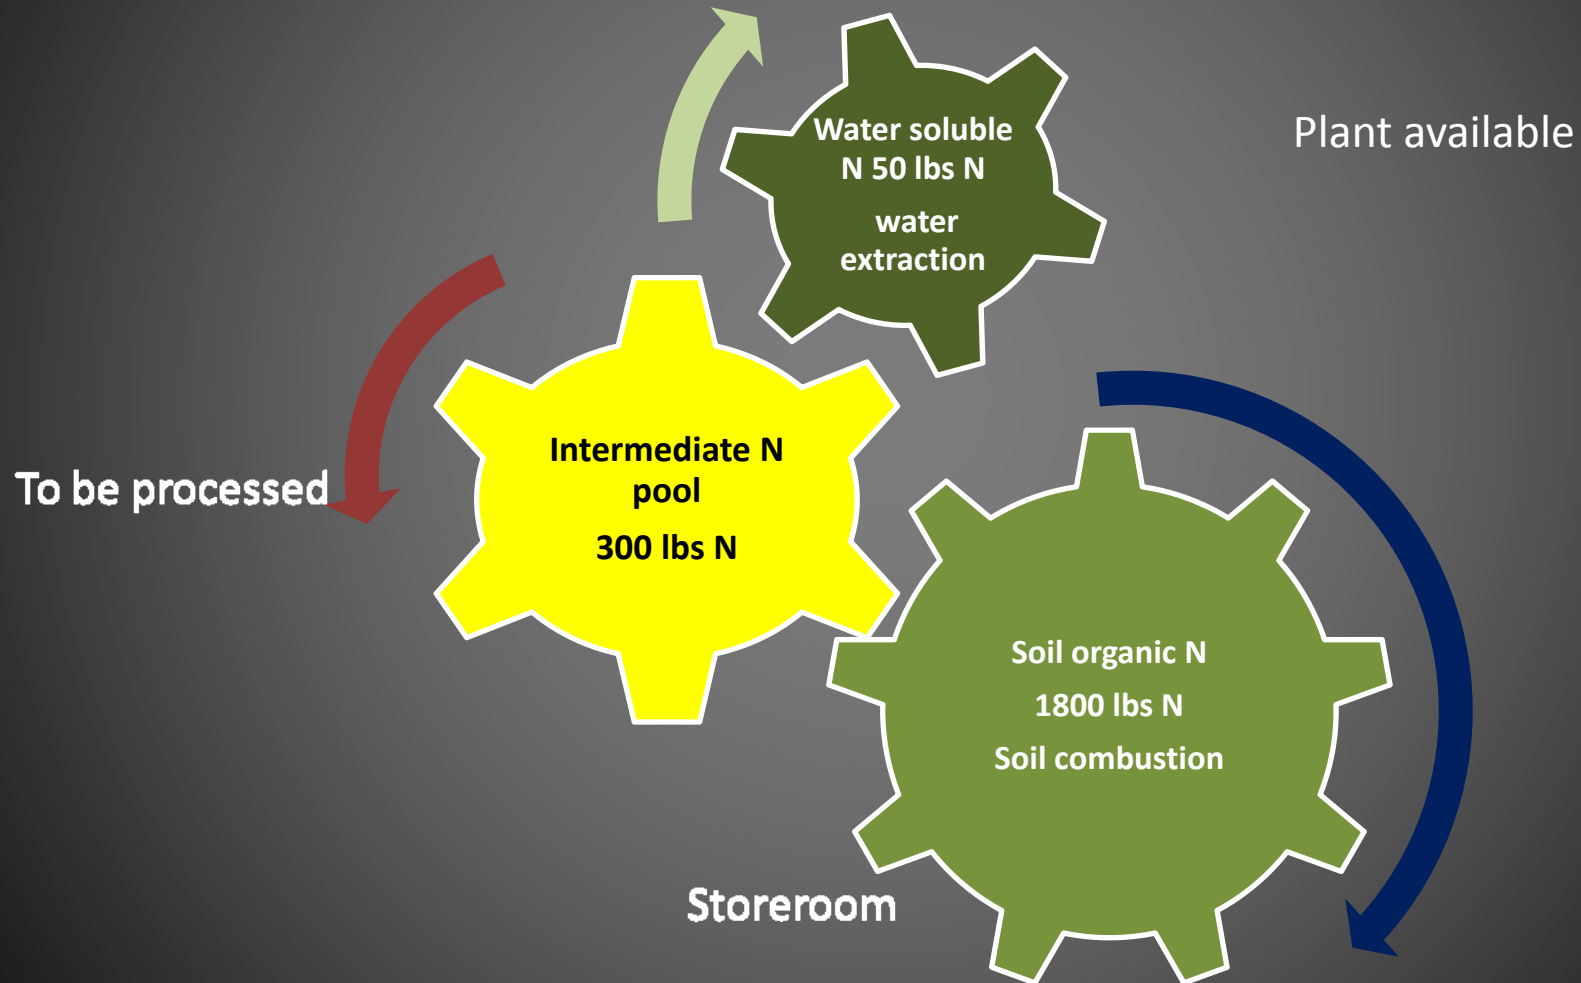 Water soluble
N 50 lbs N
water
extraction
Plant available
Intermediate N
pool
300 lbs N
To be processed
Soil organic N
1800 lbs N
Soil combustion
Storeroom